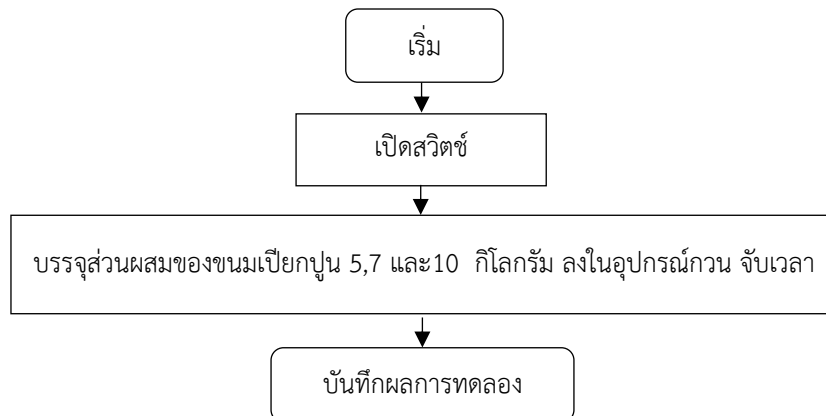 เริ่ม
เปิดสวิตช์
บรรจุส่วนผสมของขนมเปียกปูน 5,7 และ10 กิโลกรัม ลงในอุปกรณ์กวน จับเวลา
บันทึกผลการทดลอง